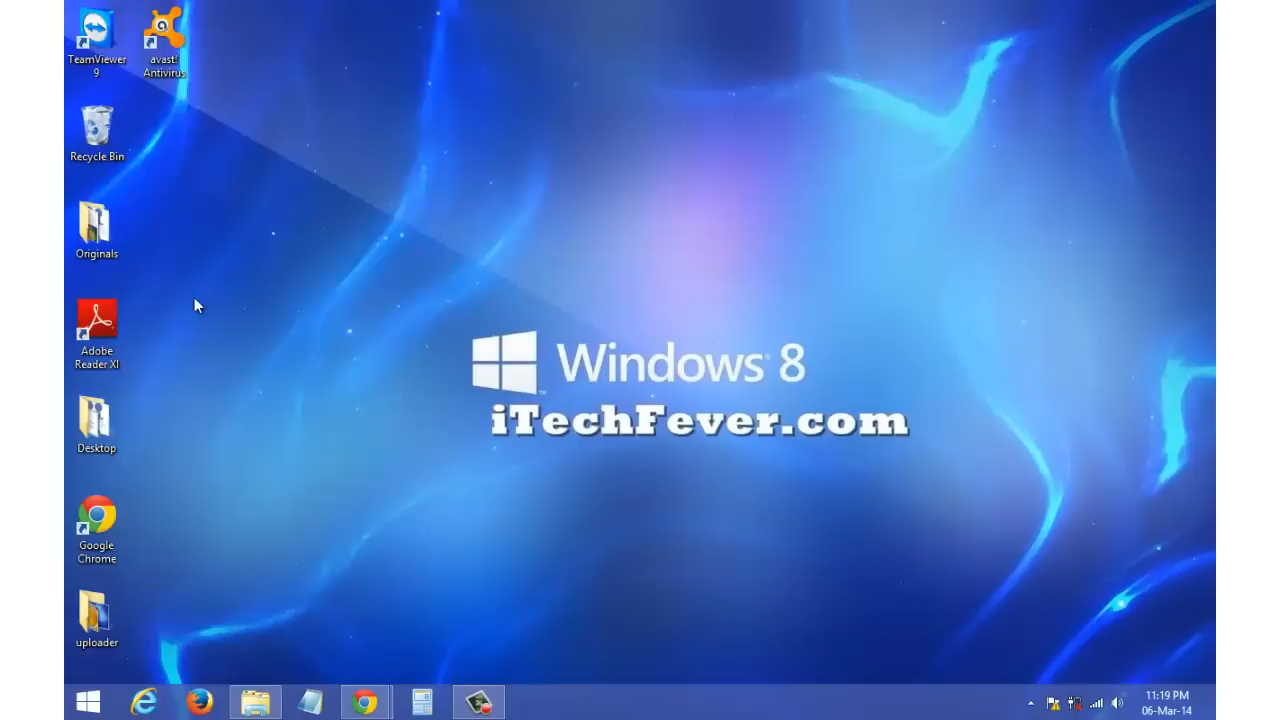 TeamViewer
9
avast!
Antivirus
Recycle Bin
Originals
Adobe
Reader XI
Desktop
Google
Chrome
uploader
Windows 8
iTechFever.com
11:19 PM
06-Mar-14